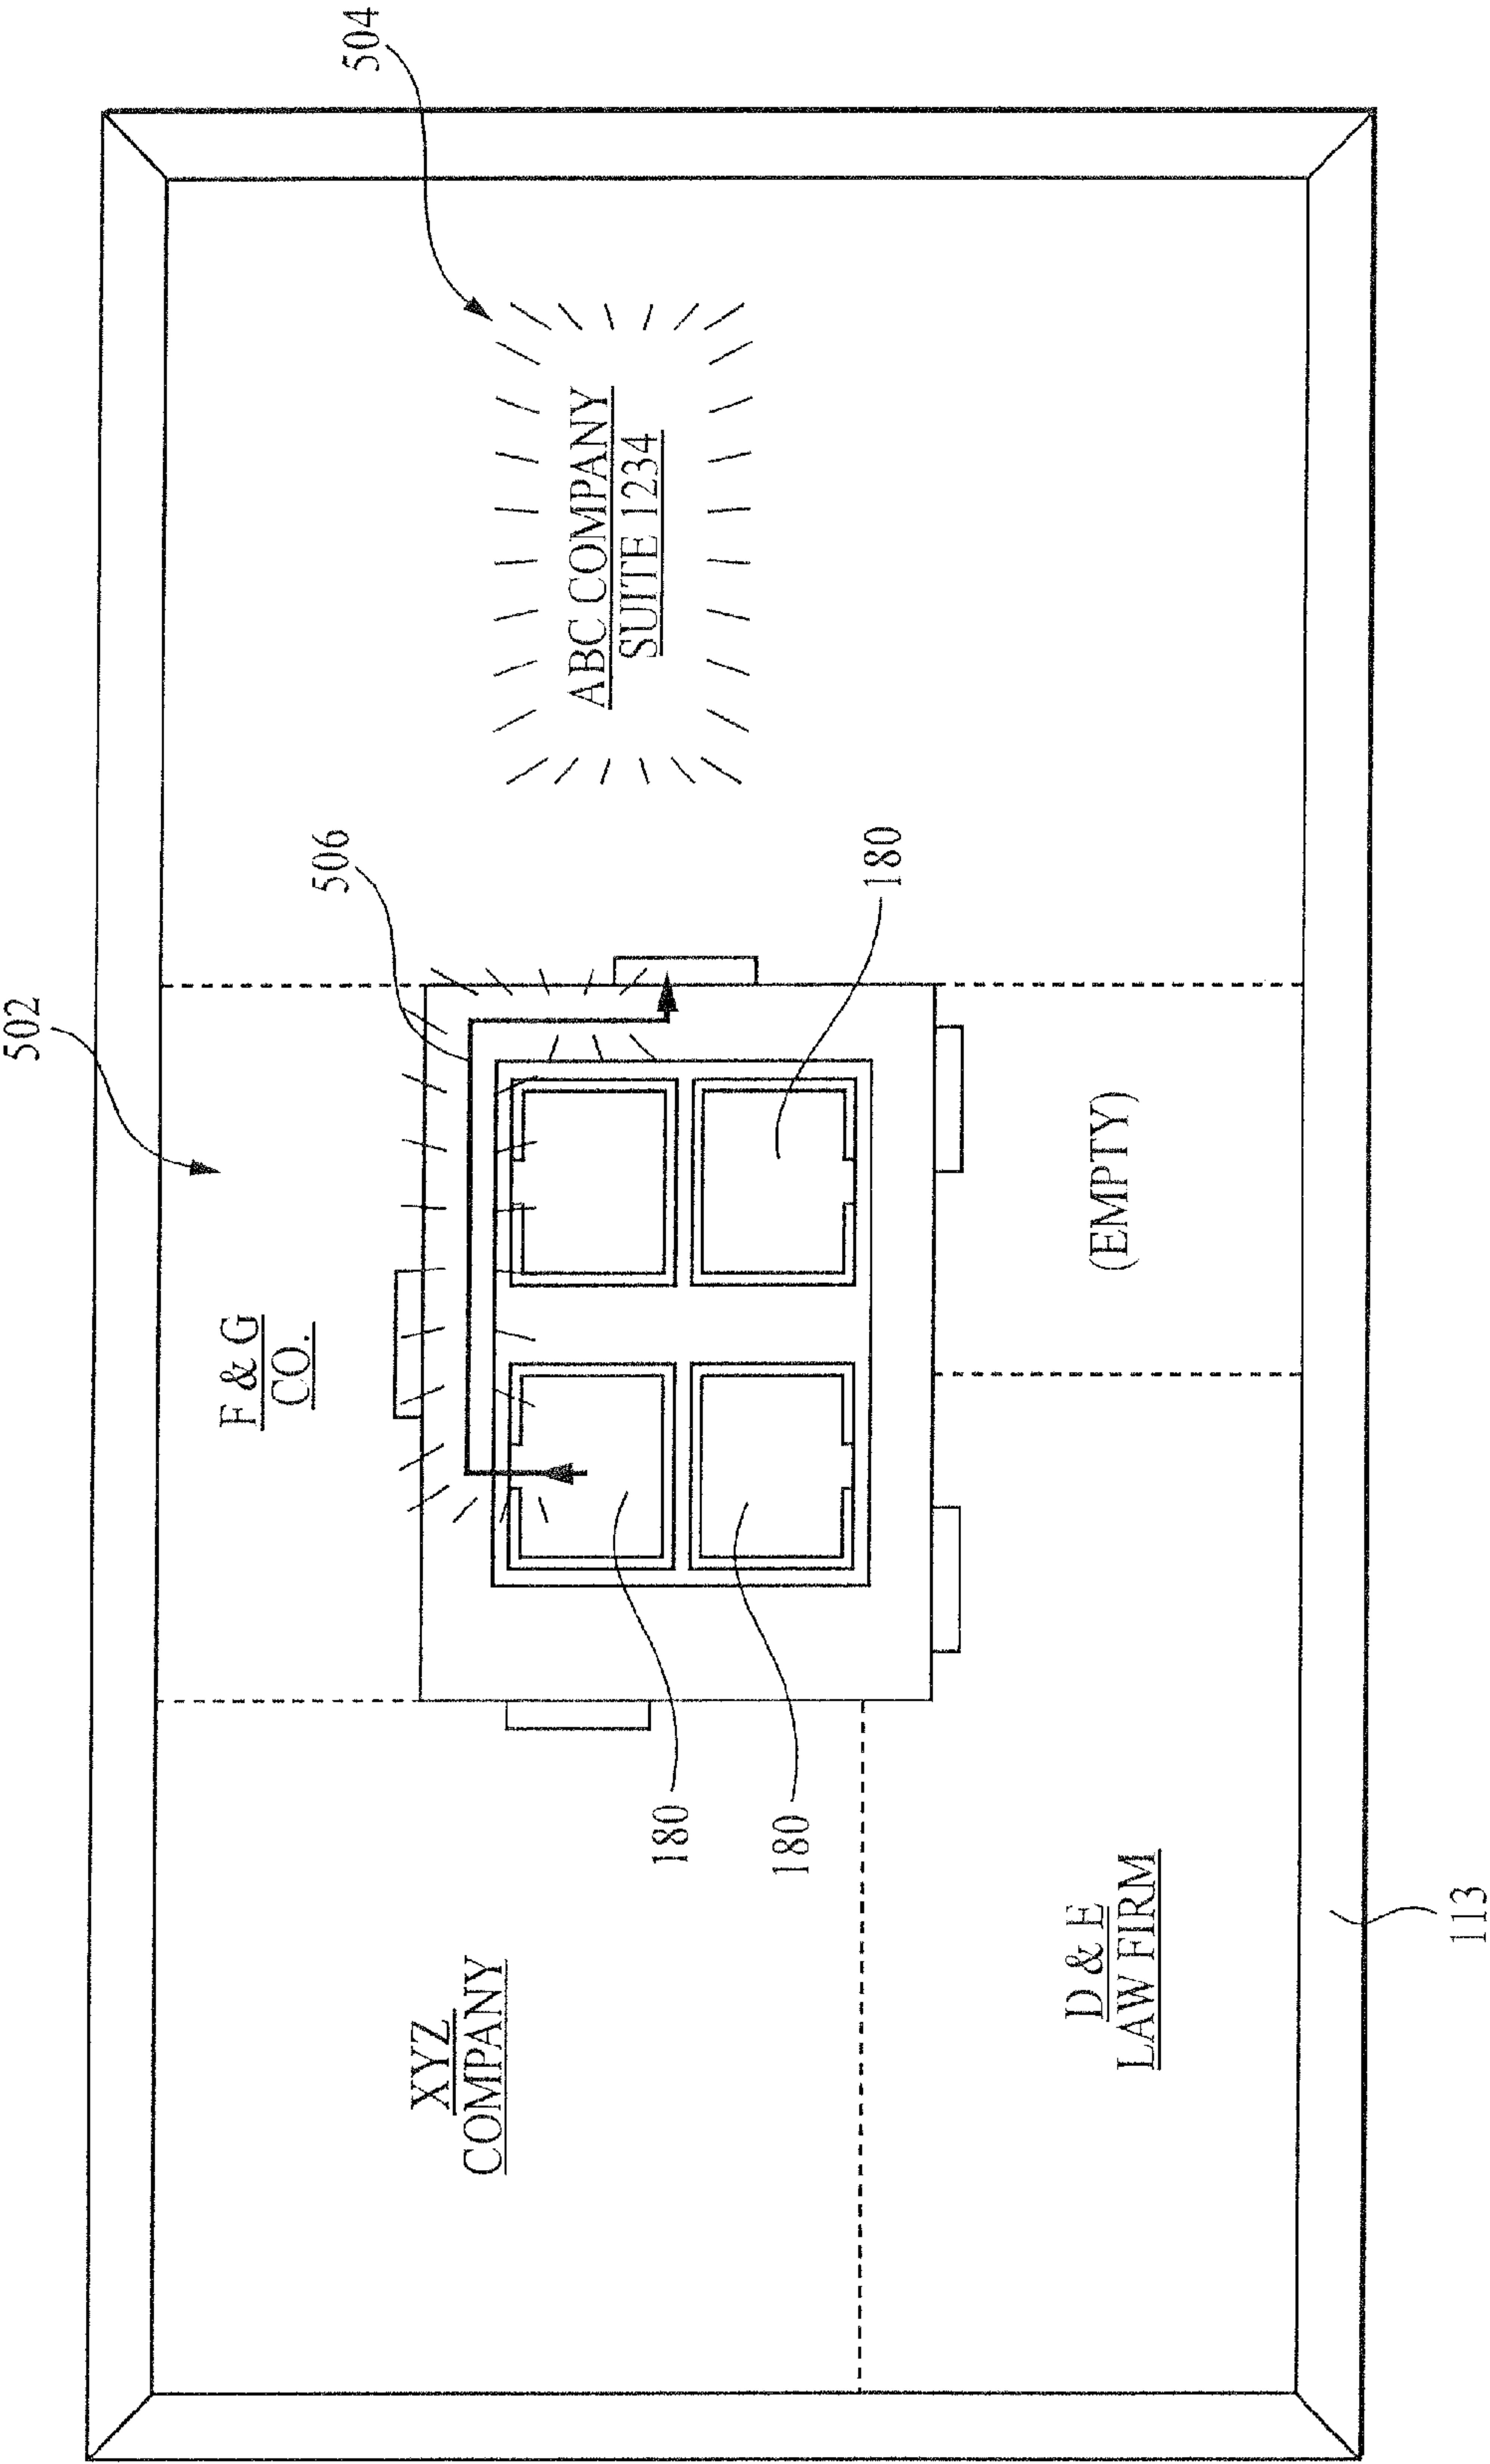 502
504
506
F & G
CO.
XYZ
COMPANY
ABC COMPANY
SUITE 1234
180
180
180
D & E
LAW FIRM
(EMPTY)
113